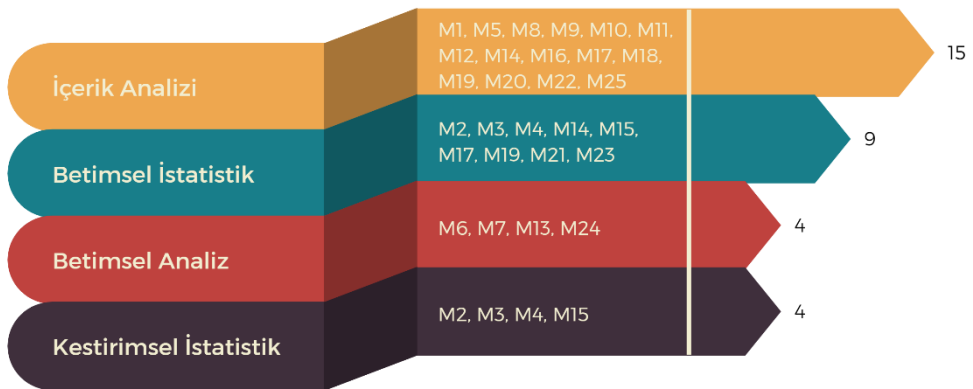 İçerik Analizi
M1, M5, M8, M9, M10, M11,
M12, M14, M16, M17, M18,
M19, M20, M22, M25
15
Betimsel İstatistik
M2, M3, M4, M14, M15,
M17, M19, M21, M23
9
Betimsel Analiz
M6, M7, M13, M24
4
Kestirimsel İstatistik
M2, M3, M4, M15
4